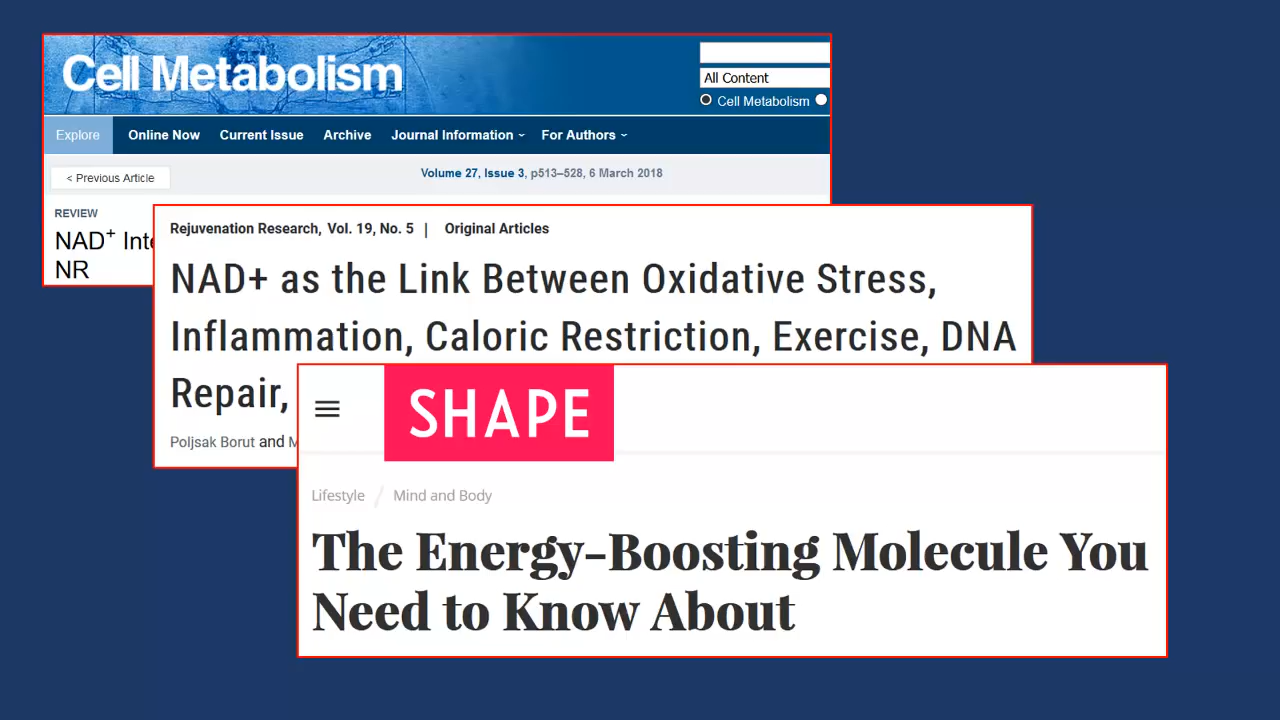 Cell Metabolism
All Content
Cell Metabolism
Explore Online Now Current Issue Archive Journal Information For Authors
< Previous Article
Volume 27, Issue 3, p513–528, 6 March 2018
REVIEW
NAD+
NR
Rejuvenation Research, Vol. 19, No. 5 | Original Articles
NAD+ as the Link Between Oxidative Stress,
Inflammation, Caloric Restriction, Exercise, DNA
Repair,
Poljsak Borut and
SHAPE
Lifestyle / Mind and Body
The Energy-Boosting Molecule You
Need to Know About